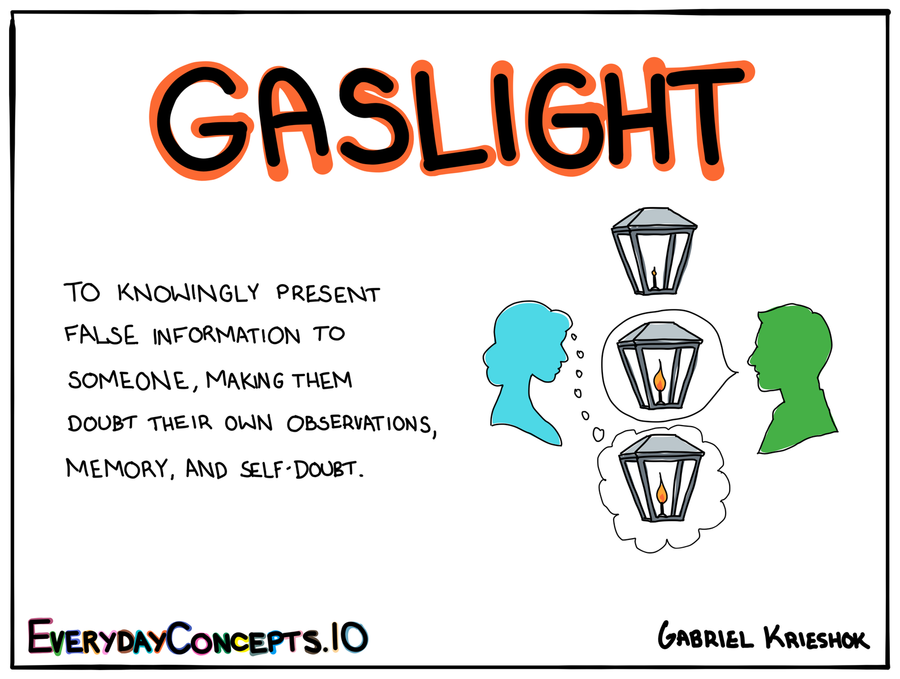 GASLIGHT
TO KNOWINGLY PRESENT
FALSE INFORMATION TO
SOMEONE, MAKING THEM
DOUBT THEIR OWN OBSERVATIONS,
MEMORY, AND SELF-DOUBT.
EVERYDAYCONCEPTS.IO
GABRIEL KRIESHOK